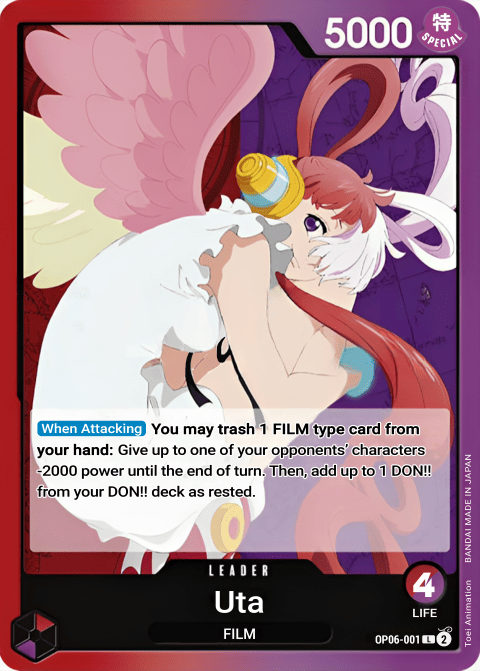 5000
特
SPECIAL
When Attacking You may trash 1 FILM type card from
your hand: Give up to one of your opponents' characters
-2000 power until the end of turn. Then, add up to 1 DON!!
from your DON!! deck as rested.
LEADER
Uta
FILM
4
LIFE
OP06-001 L 2
Toei Animation BANDAI MADE IN JAPAN